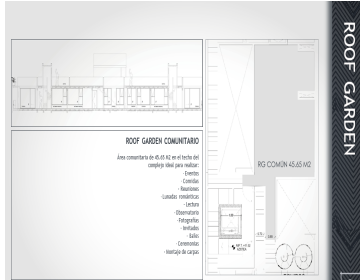 ROOF GARDEN
ROOF GARDEN COMUNITARIO
Área comunitaria de 45.65 M2 en el techo del
complejo ideal para realizar:
- Eventos
- Comidas
- Reuniones
-Lunadas románticas
- Lectura
- Observatorio
-Fotografías
- Invitados
-Bailes
- Ceremonias
- Montaje de carpas
RG COMÚN 45.65 M2